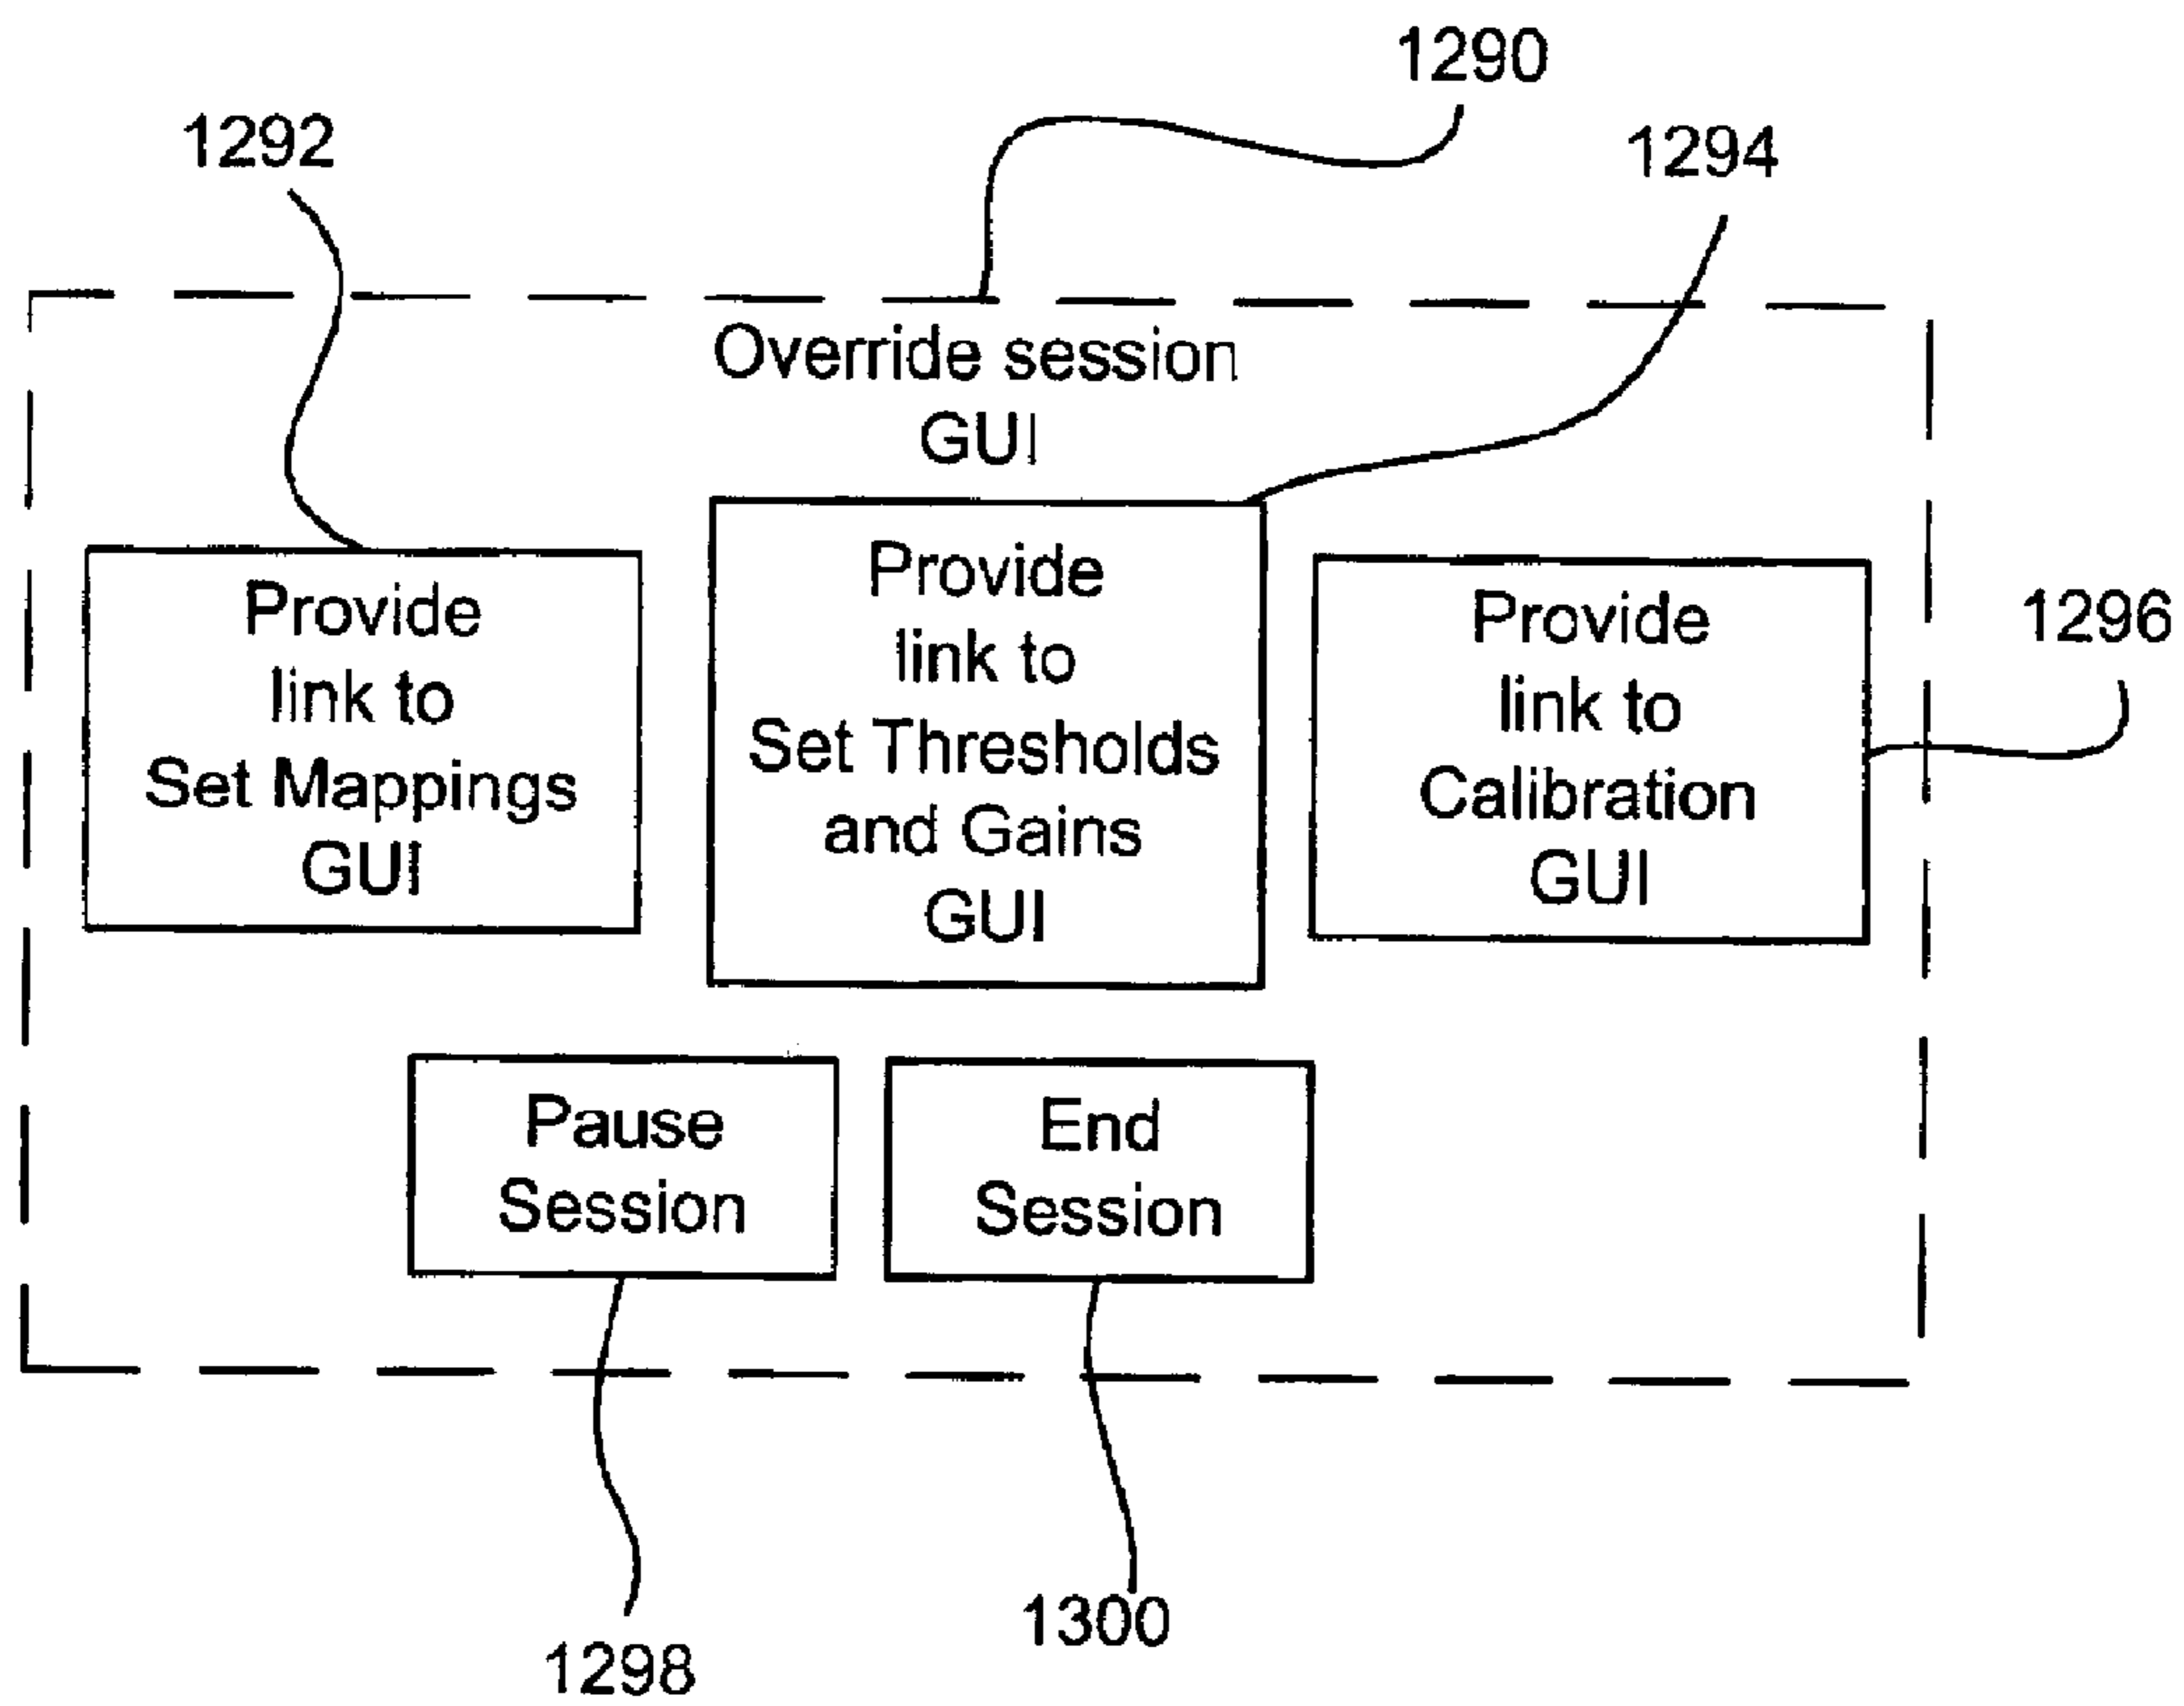 1290
1292
1294
Override session
GUI
Provide
link to
Set Mappings
GUI
Provide
link to
Set Thresholds
and Gains
GUI
Provide
link to
Calibration
GUI
1296
Pause
Session
End
Session
1298
1300